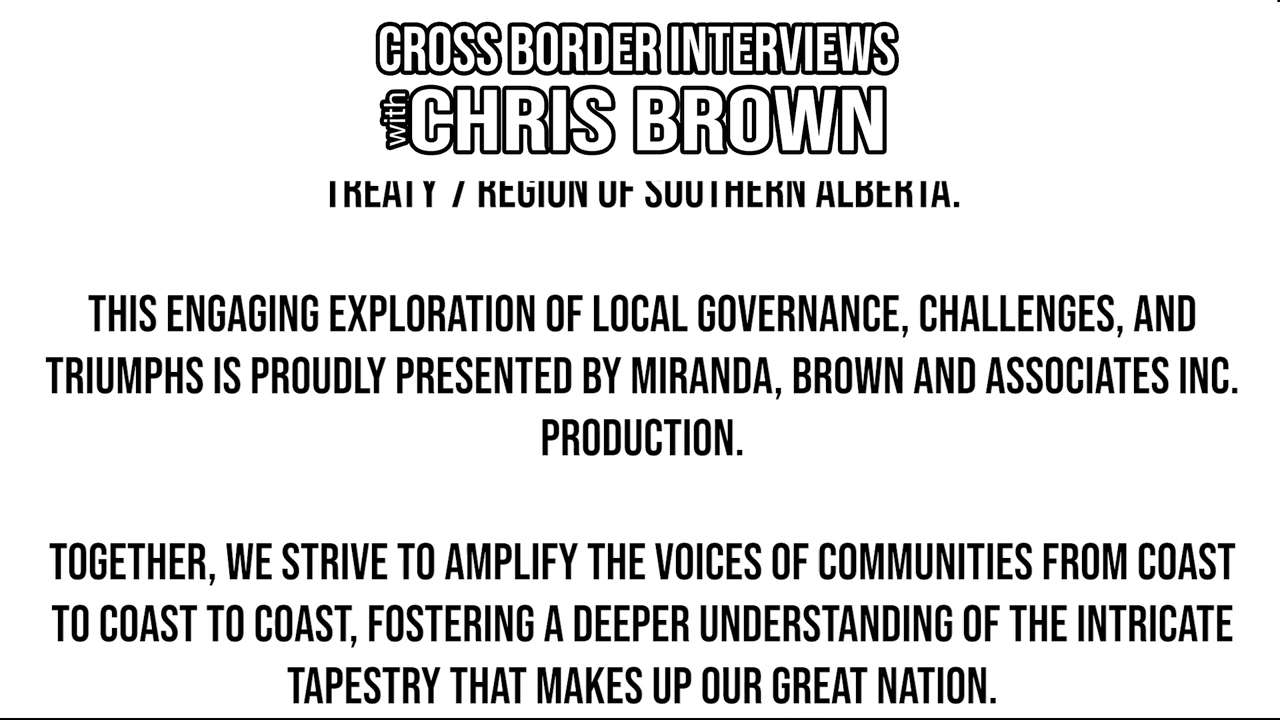 CROSS BORDER INTERVIEWS
with CHRIS BROWN
TREATY 7 REGION OF SOUTHERN ALBERTA.
THIS ENGAGING EXPLORATION OF LOCAL GOVERNANCE, CHALLENGES, AND
TRIUMPHS IS PROUDLY PRESENTED BY MIRANDA, BROWN AND ASSOCIATES INC.
PRODUCTION.
TOGETHER, WE STRIVE TO AMPLIFY THE VOICES OF COMMUNITIES FROM COAST
TO COAST TO COAST, FOSTERING A DEEPER UNDERSTANDING OF THE INTRICATE
TAPESTRY THAT MAKES UP OUR GREAT NATION.